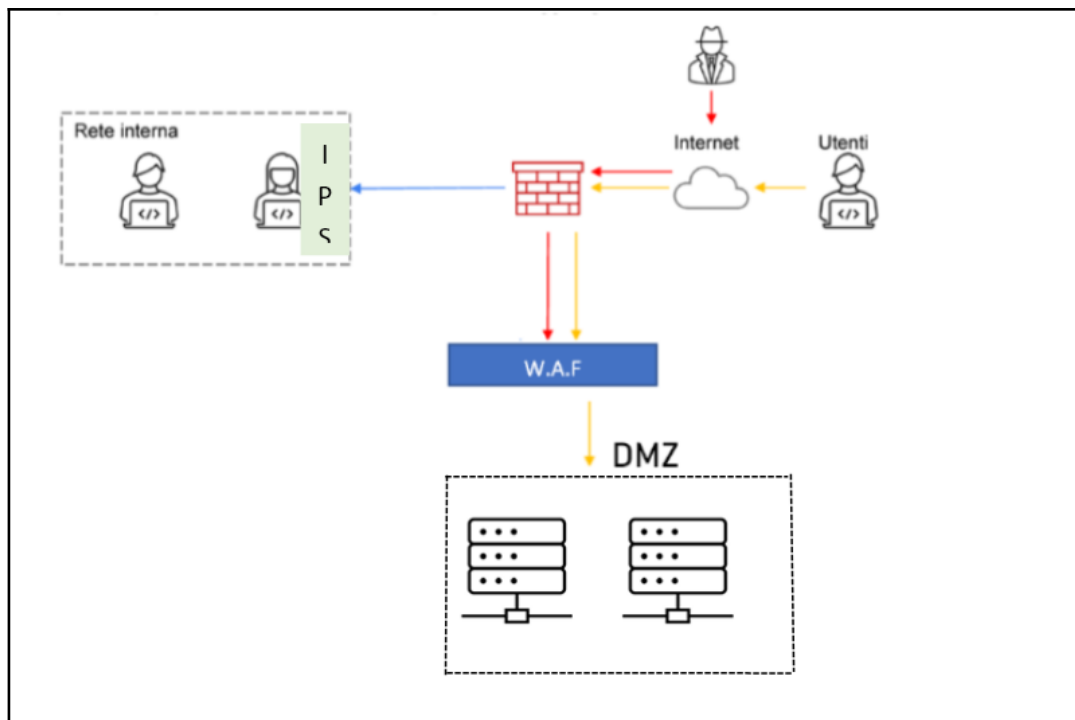 Internet
Utenti
Rete interna
I
P
S
W.A.F
DMZ